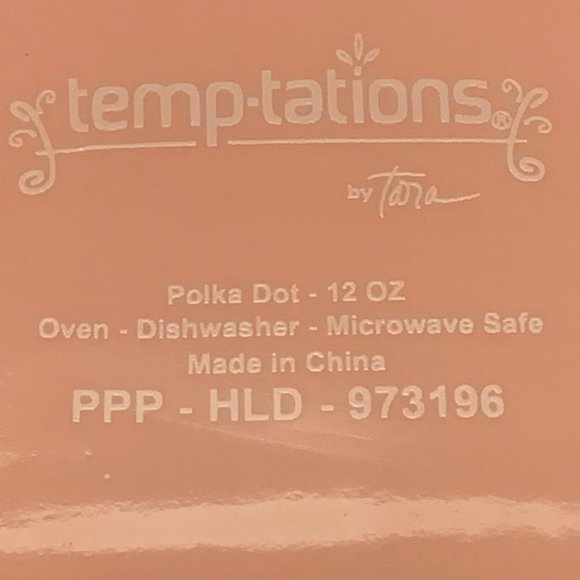 temp-tations®
by Tara
Polka Dot - 12 OZ
Oven - Dishwasher - Microwave Safe
Made in China
PPP - HLD - 973196